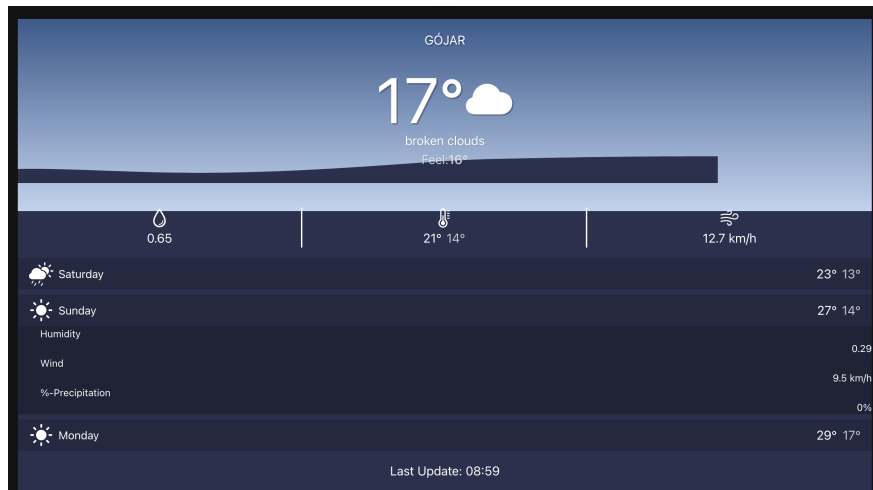 GÓJAR
17°
broken clouds
Feel:16°
0.65
21° 14°
12.7 km/h
Saturday 23° 13°
Sunday 27° 14°
Humidity
0.29
Wind
9.5 km/h
%-Precipitation
0%
Monday 29° 17°
Last Update: 08:59